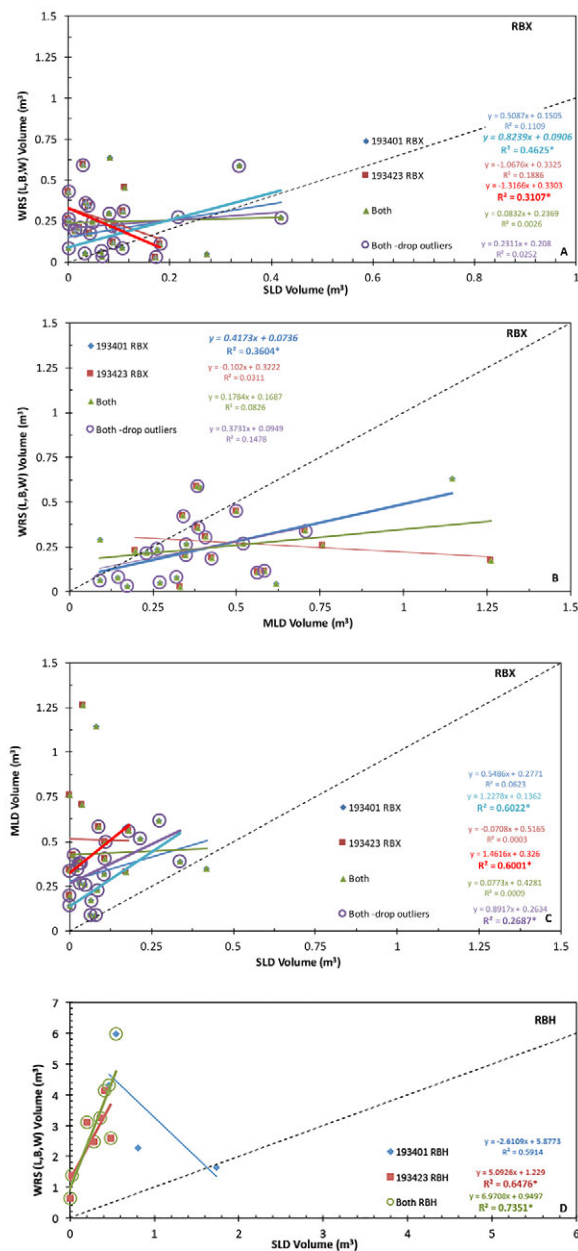 RBX
WRS (L,B,W) Volume (m³)
1.5
1.25
1
0.75
0.5
0.25
0
193401 RBX
193423 RBX
Both
Both -drop outliers
y = 0.5087x + 0.1505
R² = 0.1109
y = 0.8239x + 0.0906
R² = 0.4625*
y = -1.0676x + 0.3325
R² = 0.1886
y = -1.3166x + 0.3303
R² = 0.3107*
y = 0.0832x + 0.2369
R² = 0.0026
y = 0.2311x + 0.208
R² = 0.0252
A
0 0.2 0.4 0.6 0.8 1
SLD Volume (m³)
RBX
WRS (L,B,W) Volume (m³)
1.5
1.25
1
0.75
0.5
0.25
0
193401 RBX
193423 RBX
Both
Both -drop outliers
y = 0.4173x + 0.0736
R² = 0.3604*
y = -0.102x + 0.3222
R² = 0.0311
y = 0.1784x + 0.1687
R² = 0.0826
y = 0.3731x + 0.0949
R² = 0.1478
B
0 0.25 0.5 0.75 1 1.25 1.5
MLD Volume (m³)
RBX
MLD Volume (m³)
1.5
1.25
1
0.75
0.5
0.25
0
193401 RBX
193423 RBX
Both
Both -drop outliers
y = 0.5486x + 0.2771
R² = 0.0623
y = 1.2278x + 0.1362
R² = 0.6022*
y = -0.0708x + 0.5165
R² = 0.0003
y = 1.4616x + 0.326
R² = 0.6001*
y = 0.0773x + 0.4281
R² = 0.0009
y = 0.8917x + 0.2634
R² = 0.2687*
C
0 0.25 0.5 0.75 1 1.25 1.5
SLD Volume (m³)
RBH
WRS (L,B,W) Volume (m³)
7
6
5
4
3
2
1
0
193401 RBH
193423 RBH
Both RBH
y = -2.6109x + 5.8773
R² = 0.5914
y = 5.0926x + 1.229
R² = 0.6476*
y = 6.9708x + 0.9497
R² = 0.7351*
D
0 1 2 3 4 5 6
SLD Volume (m³)